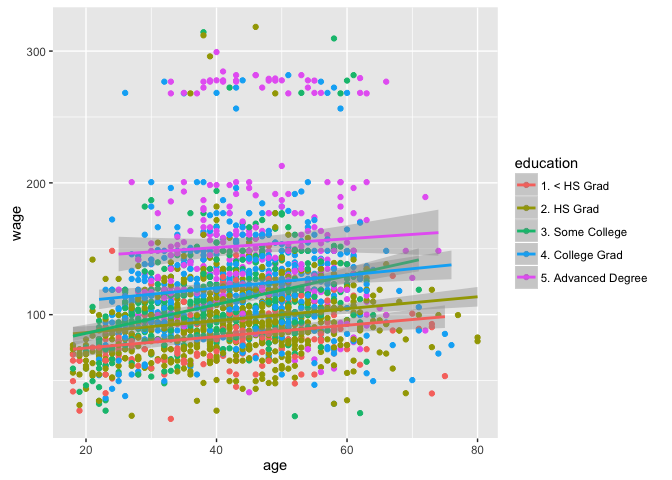 300
200
100
wage
20 40 60 80
age
education
1. < HS Grad
2. HS Grad
3. Some College
4. College Grad
5. Advanced Degree